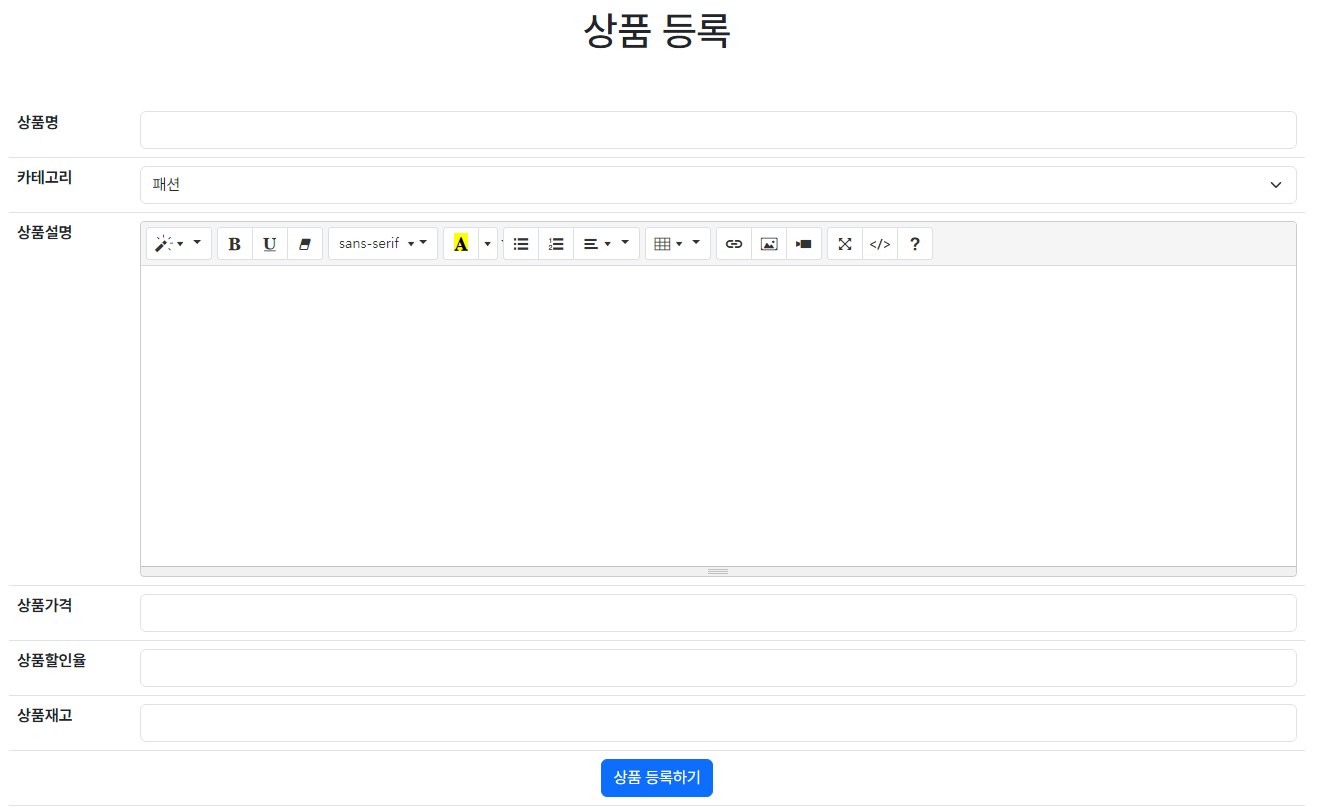 상품 등록
상품명
카테고리
패션
상품설명
B U sans-serif A </> ?
상품가격
상품할인율
상품재고
상품 등록하기